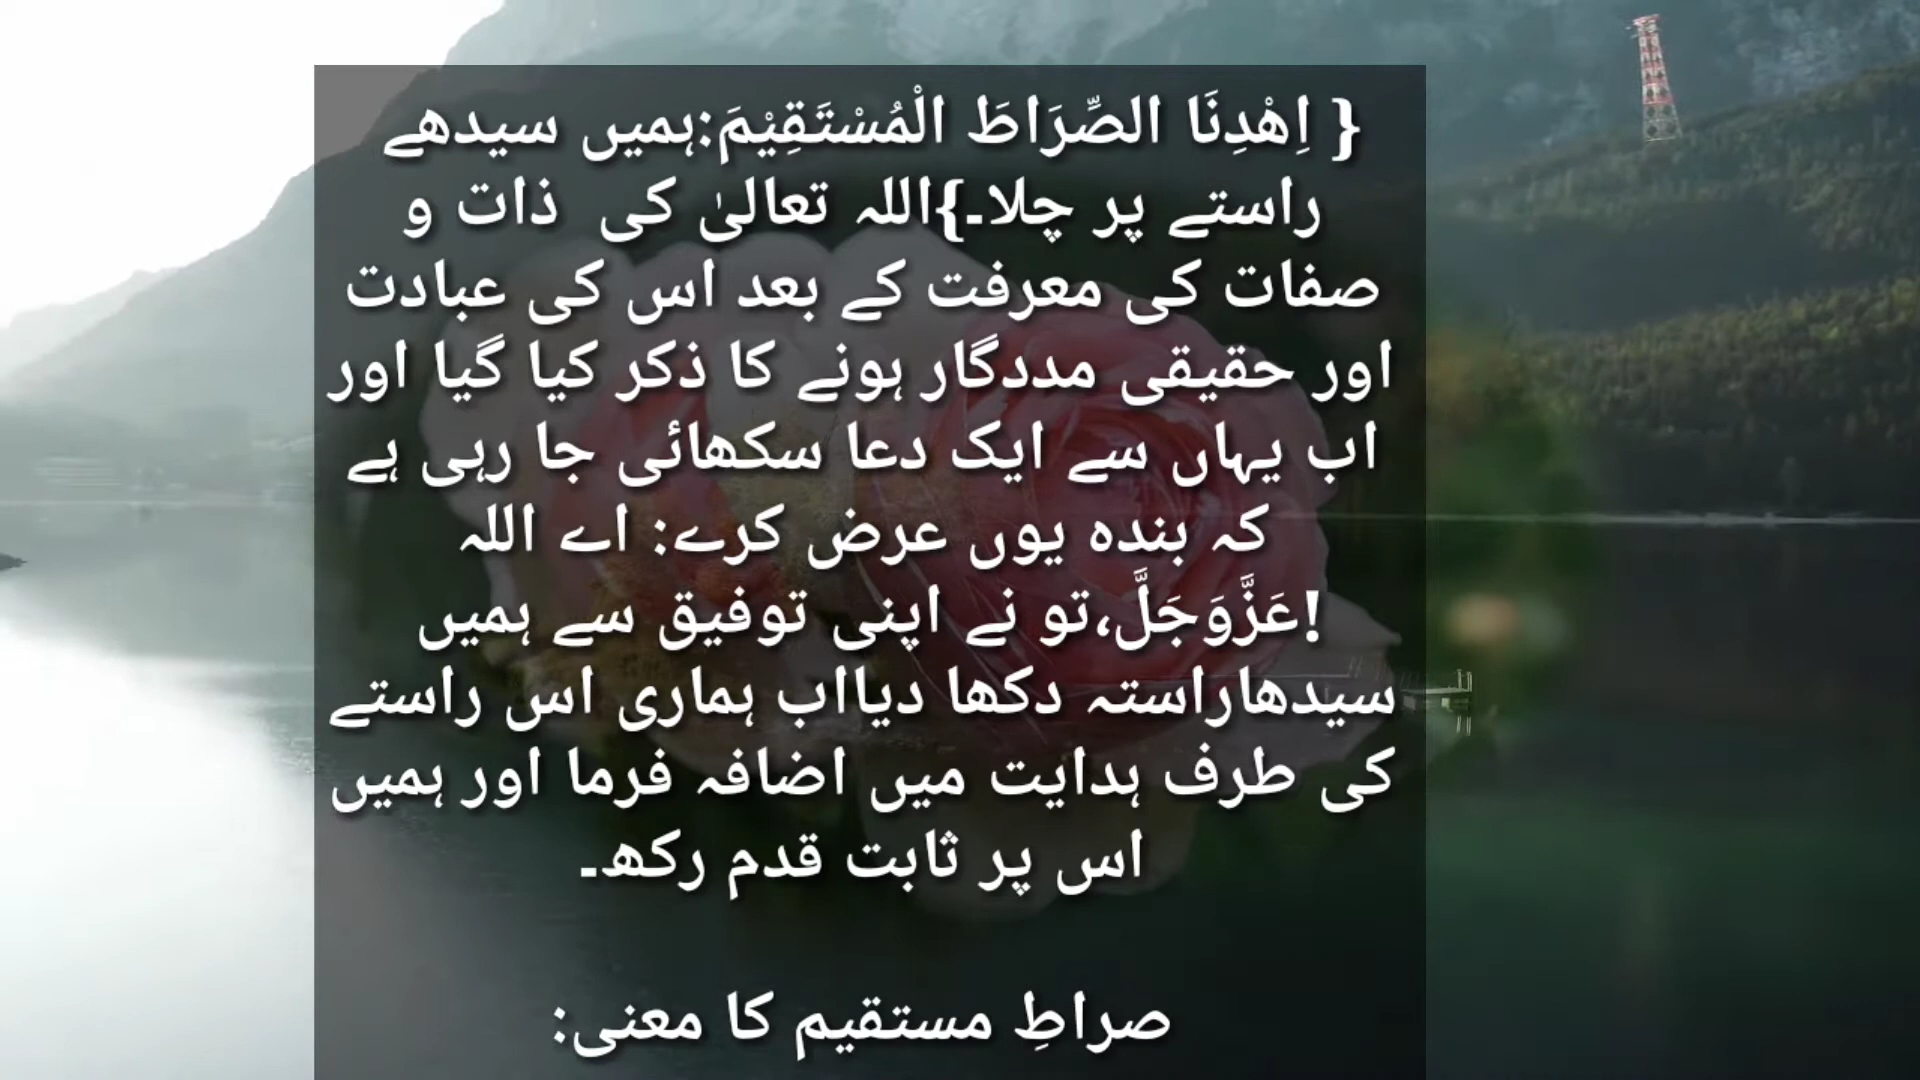 { اِهْدِنَا الصِّرَاطَ الْمُسْتَقِیْمَ:ہمیں سیدھے
راستے پر چلا۔}اللہ تعالیٰ کی ذات و
صفات کی معرفت کے بعد اس کی عبادت
اور حقیقی مددگار ہونے کا ذکر کیا گیا اور
اب یہاں سے ایک دعا سکھائی جا رہی ہے
کہ بندہ یوں عرض کرے: اے اللہ
!عَزَّوَجَلَّ،تو نے اپنی توفیق سے ہمیں
سیدھاراستہ دکھا دیااب ہماری اس راستے
کی طرف ہدایت میں اضافہ فرما اور ہمیں
اس پر ثابت قدم رکھ۔
صراطِ مستقیم کا معنی: